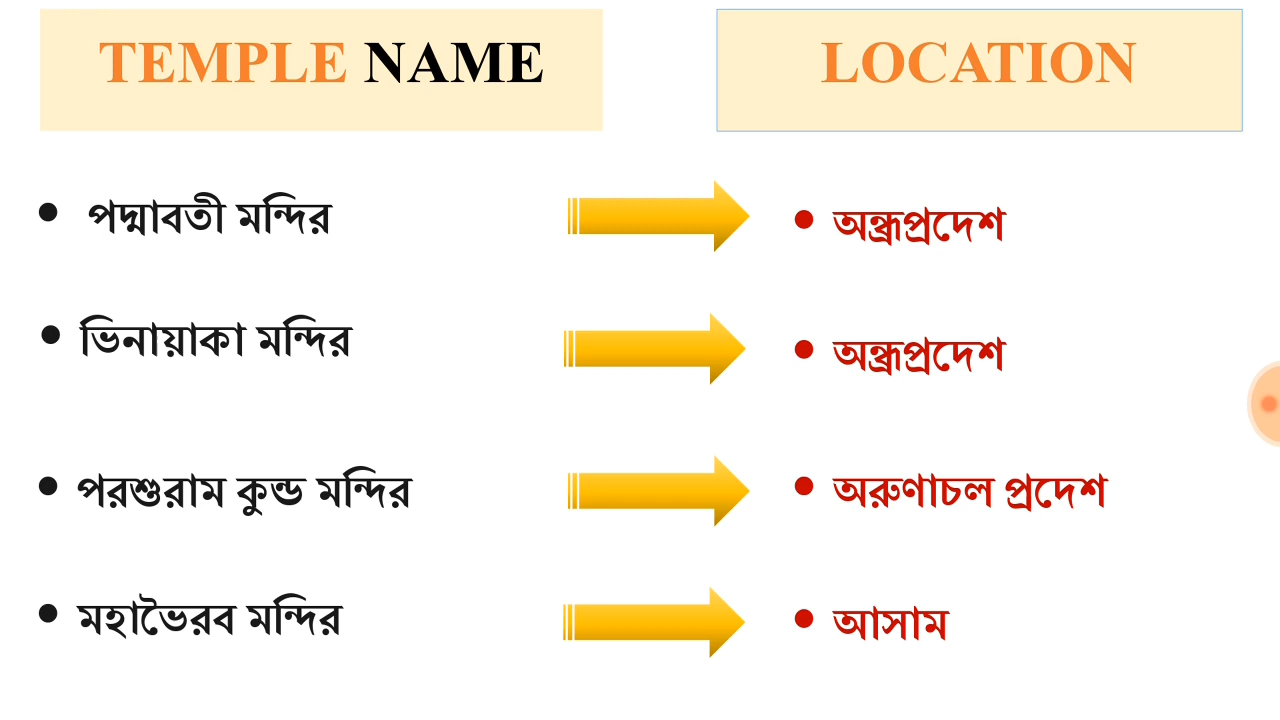 TEMPLE NAME
LOCATION
• পদ্মাবতী মন্দির
• অন্ধ্রপ্রদেশ
• ভিনায়াকা মন্দির
• অন্ধ্রপ্রদেশ
• পরশুরাম কুন্ড মন্দির
• অরুণাচল প্রদেশ
• মহাভৈরব মন্দির
• আসাম